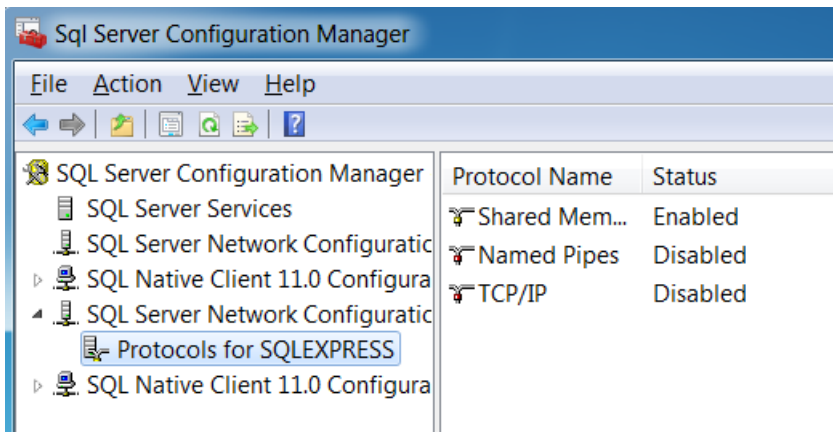 Sql Server Configuration Manager
File Action View Help
SQL Server Configuration Manager
SQL Server Services
SQL Server Network Configuratic
SQL Native Client 11.0 Configura
SQL Server Network Configuratic
Protocols for SQLEXPRESS
SQL Native Client 11.0 Configura
Protocol Name Status
Shared Mem... Enabled
Named Pipes Disabled
TCP/IP Disabled